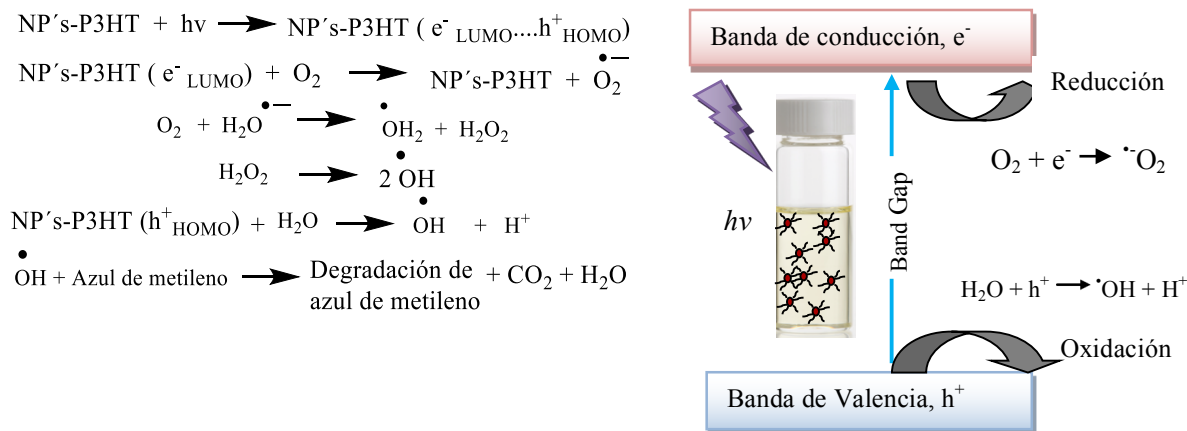 NP´s-P3HT + hν ⟶ NP´s-P3HT ( e⁻ LUMO....h⁺ HOMO)
NP´s-P3HT ( e⁻ LUMO) + O₂ ⟶ NP´s-P3HT + O₂•—
O₂ + H₂O•— ⟶ •OH₂ + H₂O₂
H₂O₂ ⟶ 2 •OH
NP´s-P3HT (h⁺ HOMO) + H₂O ⟶ •OH + H⁺
•OH + Azul de metileno ⟶ Degradación de
azul de metileno + CO₂ + H₂O
Banda de conducción, e⁻
Reducción
O₂ + e⁻ → •⁻O₂
hν
Band Gap
H₂O + h⁺ → •OH + H⁺
Oxidación
Banda de Valencia, h⁺